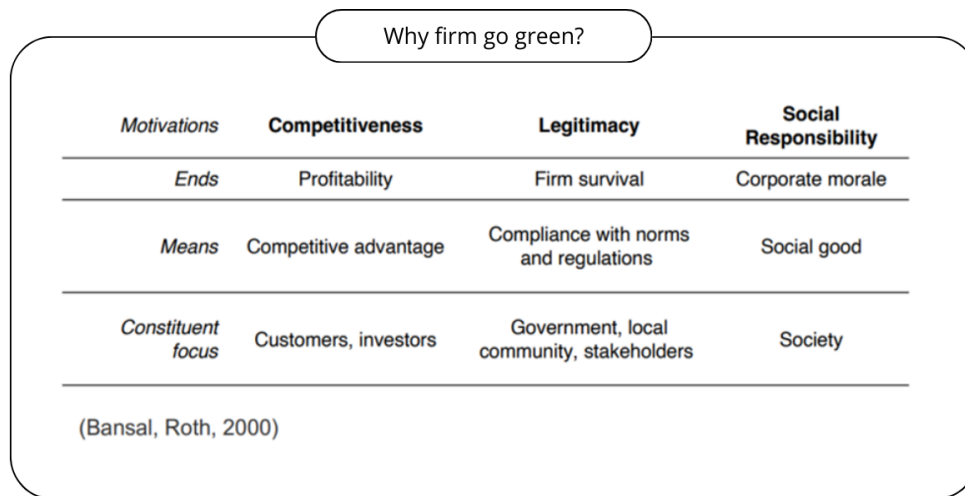 Why firm go green?
Motivations Competitiveness Legitimacy Social Responsibility
Ends Profitability Firm survival Corporate morale
Means Competitive advantage Compliance with norms and regulations Social good
Constituent focus Customers, investors Government, local community, stakeholders Society
(Bansal, Roth, 2000)